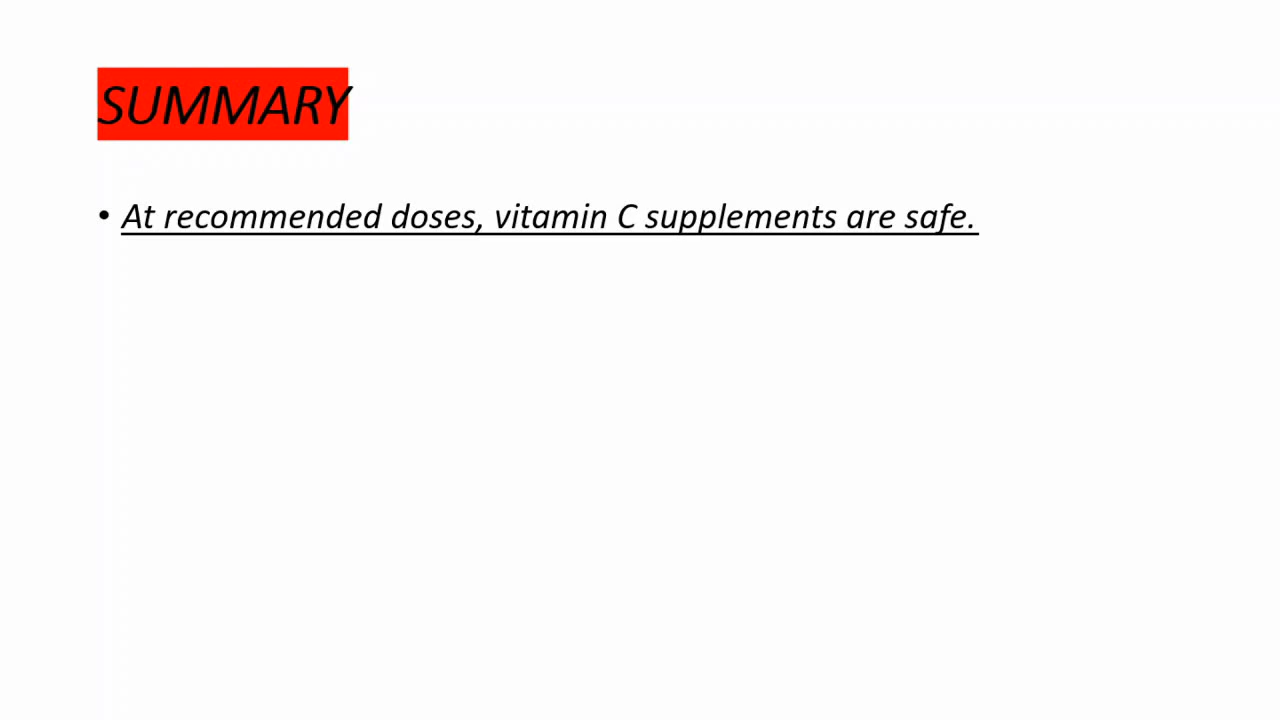 SUMMARY
• At recommended doses, vitamin C supplements are safe.